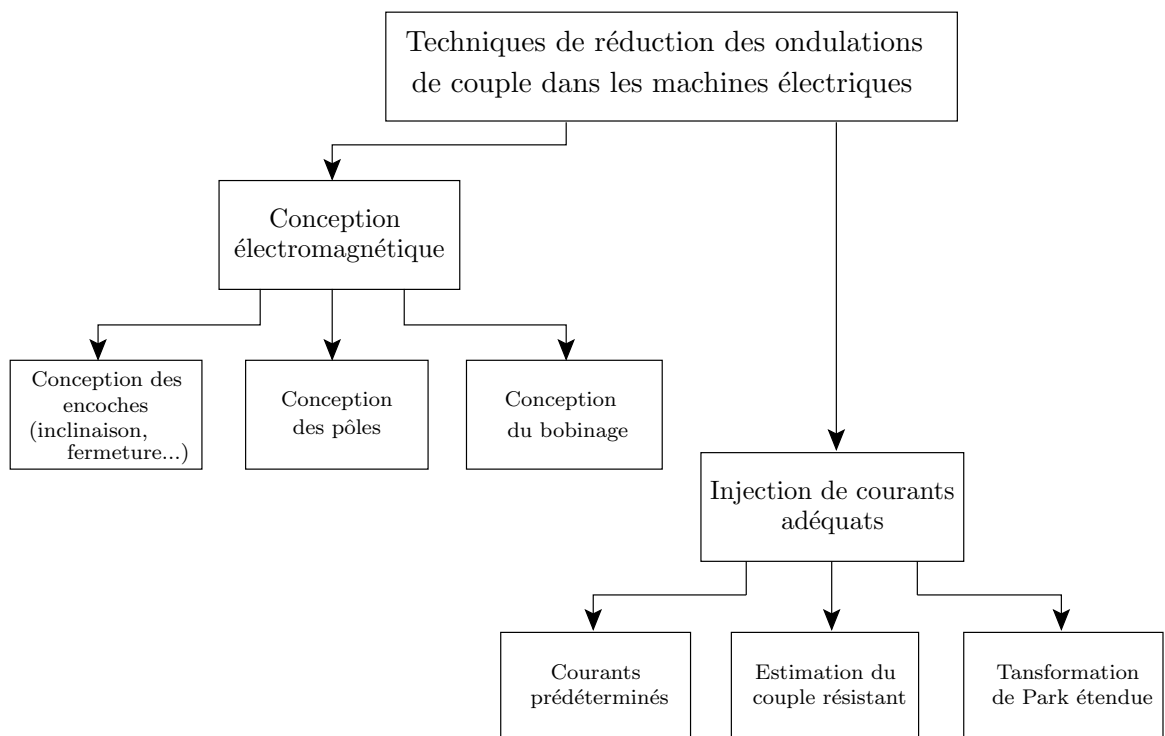 Techniques de réduction des ondulations
de couple dans les machines électriques
Conception
électromagnétique
Conception des
encoches
(inclinaison,
fermeture...)
Conception
des pôles
Conception
du bobinage
Injection de courants
adéquats
Courants
prédéterminés
Estimation du
couple résistant
Tansformation
de Park étendue